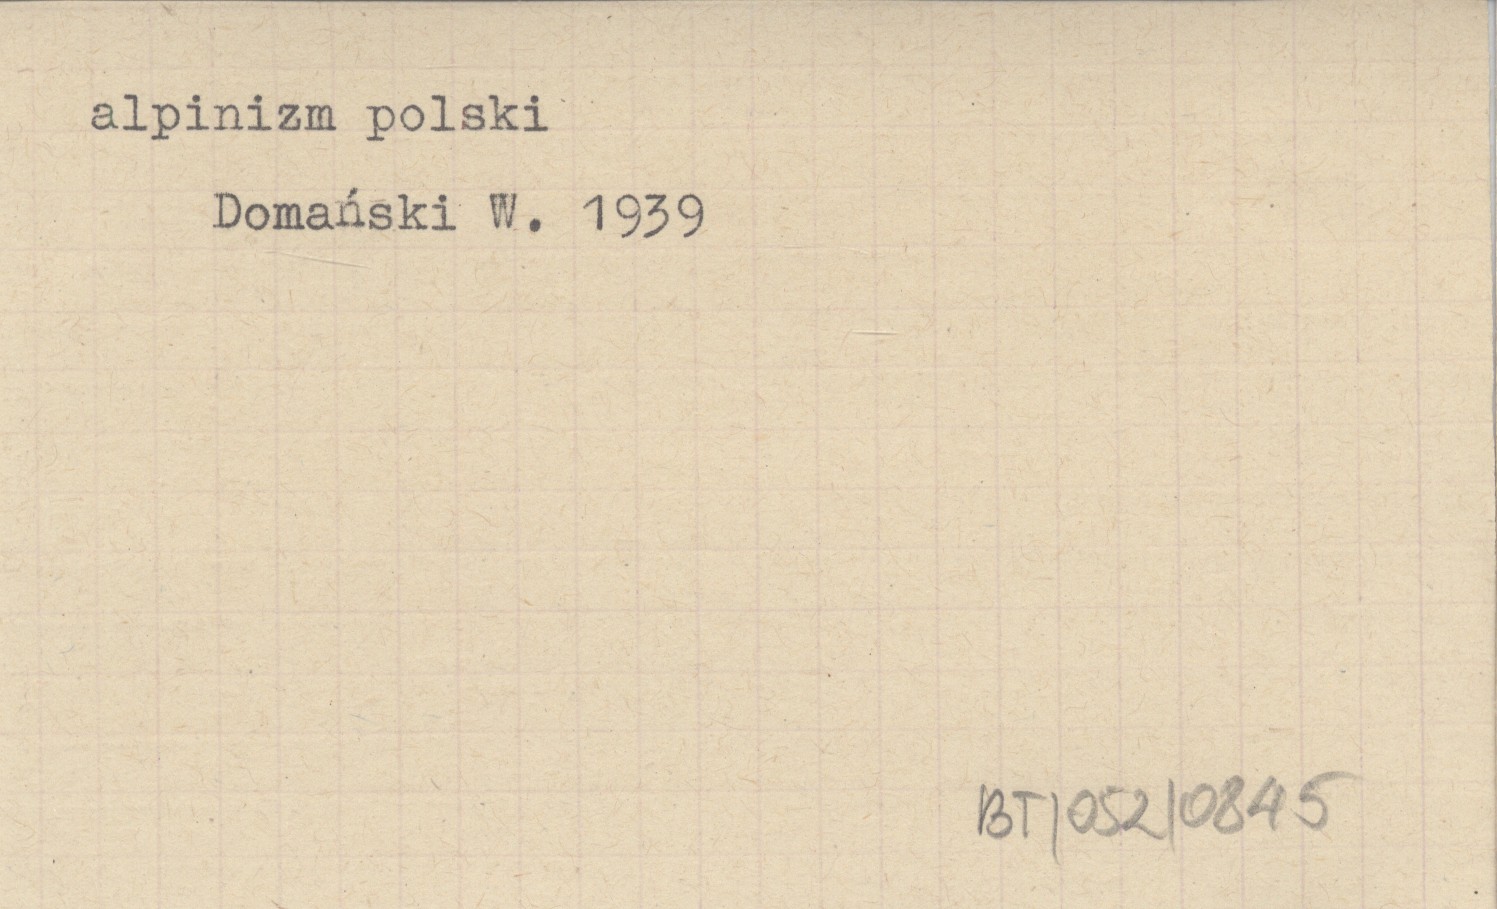 alpinizm polski
Domański W. 1939
BT/052/0845